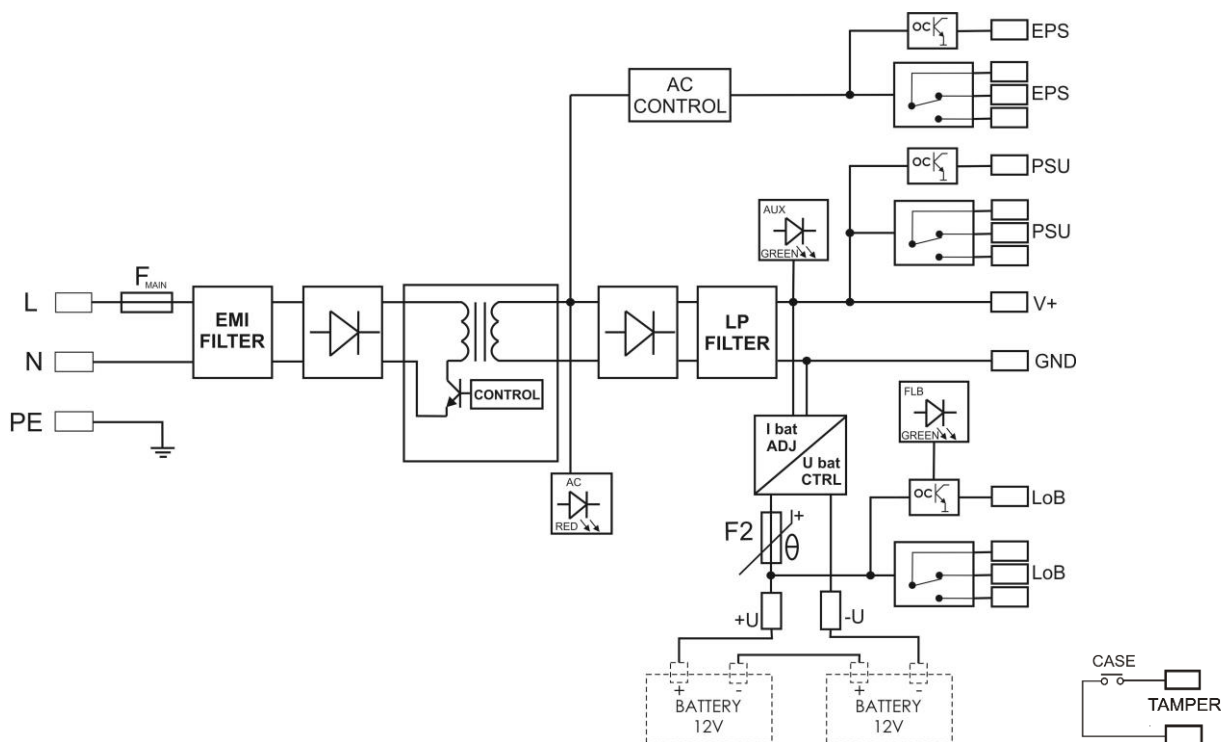 OC
EPS
AC
CONTROL
EPS
OC
PSU
AUX
GREEN
PSU
L
F MAIN
EMI
FILTER
LP
FILTER
V+
N
GND
CONTROL
FLB
GREEN
PE
I bat
ADJ
U bat
CTRL
AC
RED
OC
LoB
F2
I+
θ
LoB
+U
-U
CASE
+ -
+ -
BATTERY
12V
BATTERY
12V
TAMPER